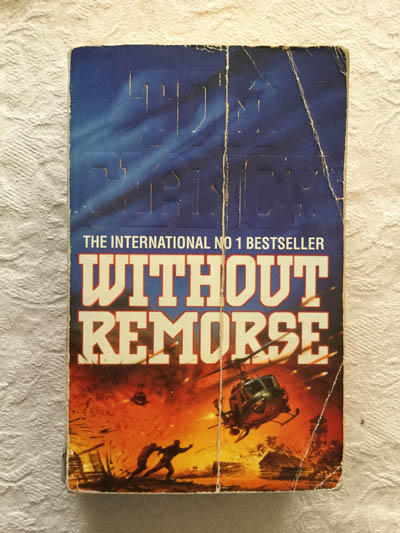 TOM
CLANCY
THE INTERNATIONAL NO 1 BESTSELLER
WITHOUT
REMORSE